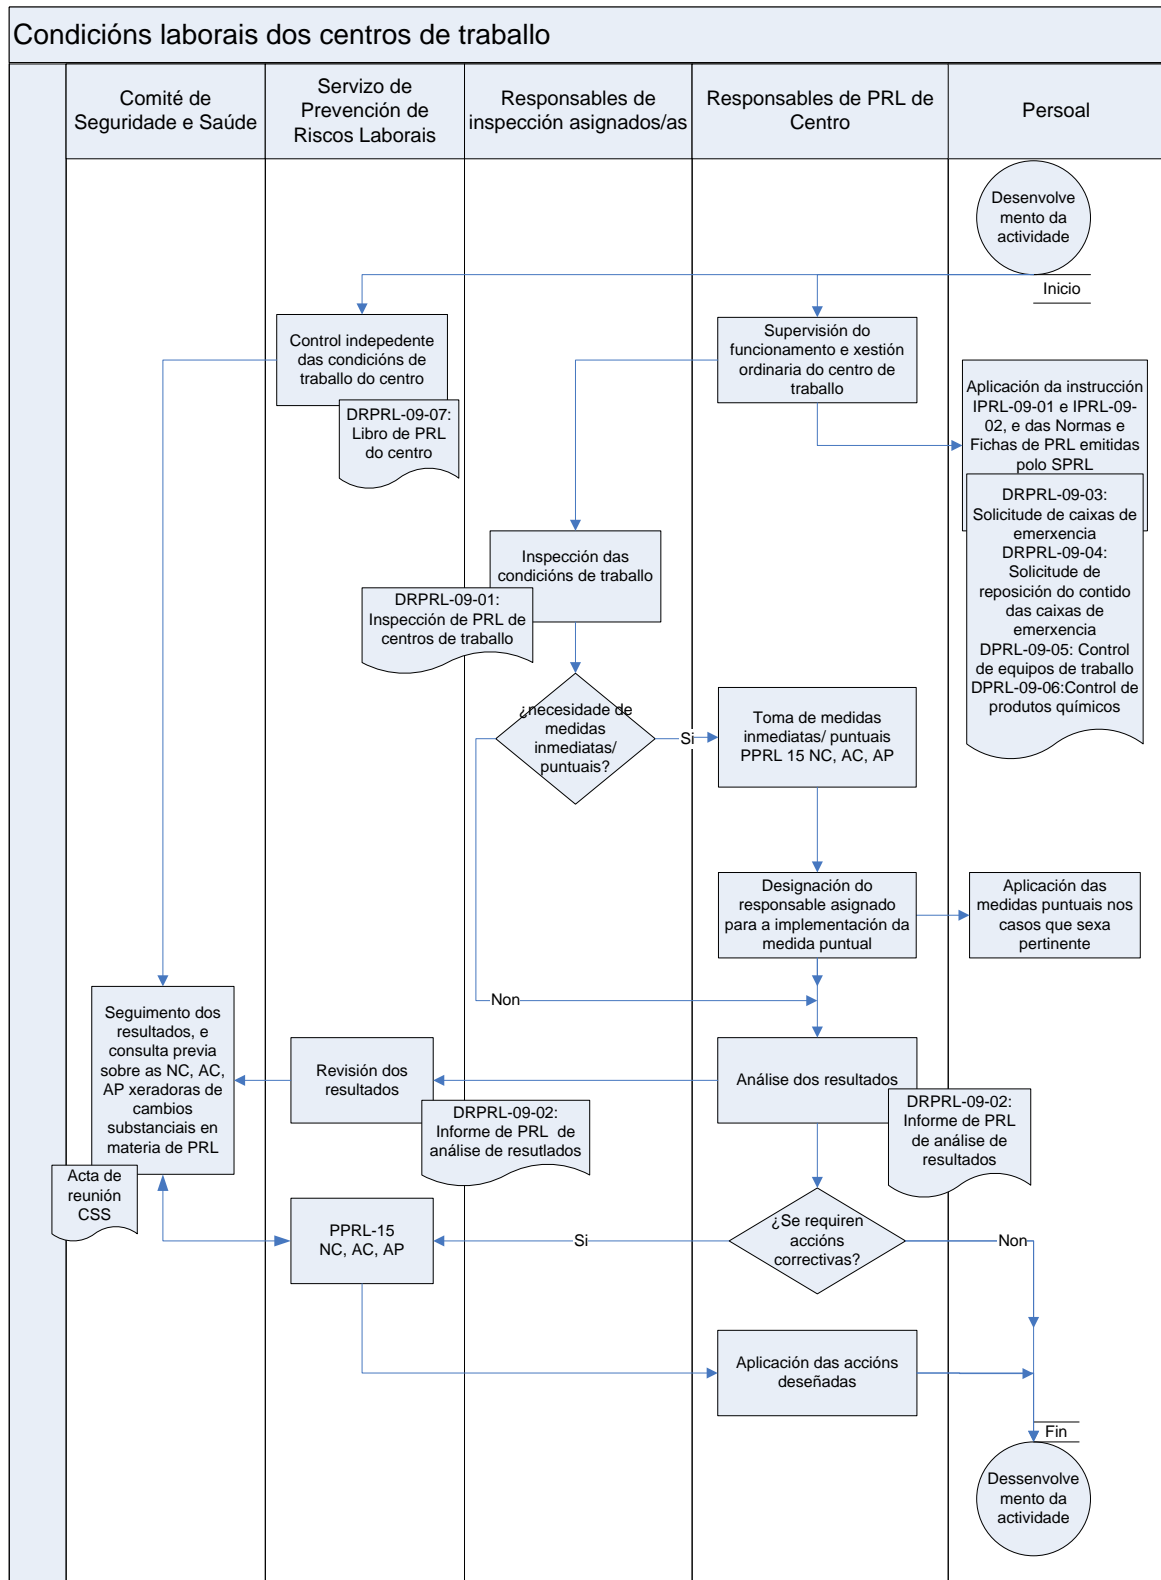 Condicións laborais dos centros de traballo
Comité de
Seguridade e Saúde
Servizo de
Prevención de
Riscos Laborais
Responsables de
inspección asignados/as
Responsables de PRL de
Centro
Persoal
Desenvolve
mento da
actividade
Inicio
Control indepedente
das condicións de
traballo do centro
DRPRL-09-07:
Libro de PRL
do centro
Supervisión do
funcionamento e xestión
ordinaria do centro de
traballo
Aplicación da instrucción
IPRL-09-01 e IPRL-09-
02, e das Normas e
Fichas de PRL emitidas
polo SPRL
DRPRL-09-03:
Solicitude de caixas de
emerxencia
DRPRL-09-04:
Solicitude de
reposición do contido
das caixas de
emerxencia
DPRL-09-05: Control
de equipos de traballo
DPRL-09-06:Control de
produtos químicos
Inspección das
condicións de traballo
DRPRL-09-01:
Inspección de PRL de
centros de traballo
¿necesidade de
medidas
inmediatas/
puntuais?
Si
Toma de medidas
inmediatas/ puntuais
PPRL 15 NC, AC, AP
Designación do
responsable asignado
para a implementación da
medida puntual
Aplicación das
medidas puntuais nos
casos que sexa
pertinente
Non
Seguimento dos
resultados, e
consulta previa
sobre as NC, AC,
AP xeradoras de
cambios
substanciais en
materia de PRL
Acta de
reunión
CSS
Revisión dos
resultados
DRPRL-09-02:
Informe de PRL de
análise de resutlados
Análise dos resultados
DRPRL-09-02:
Informe de PRL
de análise de
resultados
PPRL-15
NC, AC, AP
Si
¿Se requiren
accións
correctivas?
Non
Aplicación das accións
deseñadas
Fin
Dessenvolve
mento da
actividade